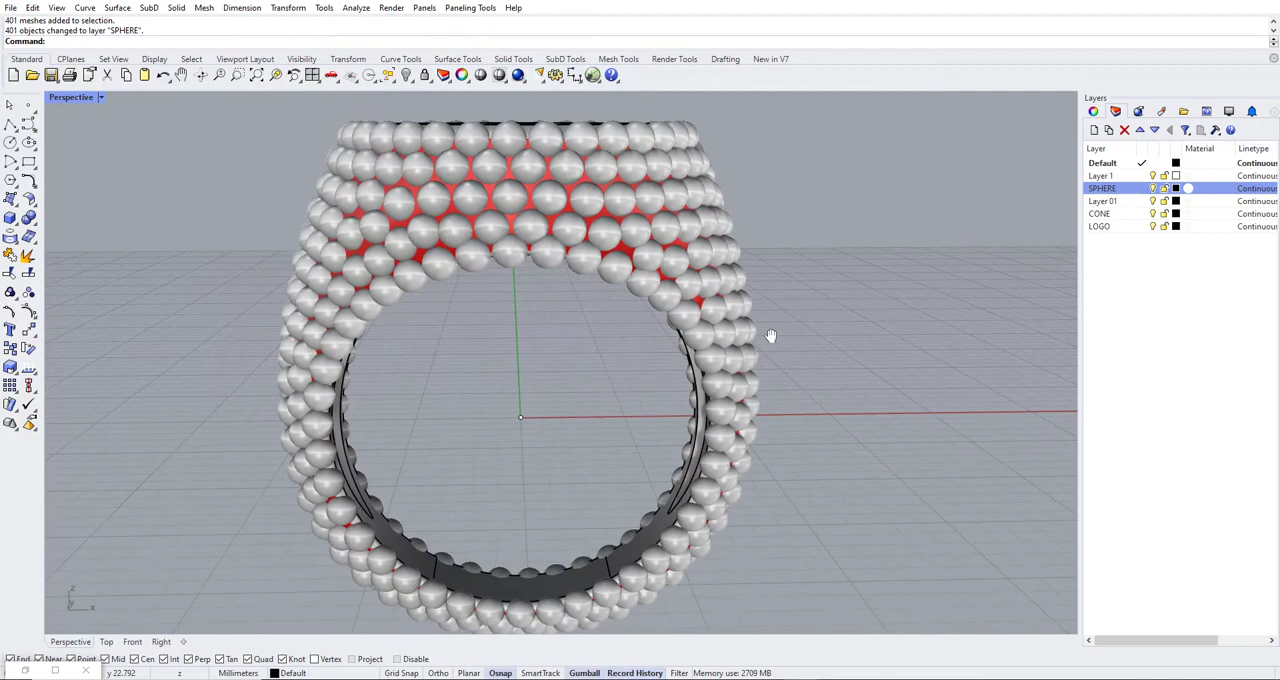 File Edit View Curve Surface SubD Solid Mesh Dimension Transform Tools Analyze Render Panels Paneling Tools Help
401 meshes added to selection.
401 objects changed to layer "SPHERE".
Command:
Standard CPlanes Set View Display Select Viewport Layout Visibility Transform Curve Tools Surface Tools Solid Tools SubD Tools Mesh Tools Render Tools Drafting New in V7
Perspective
Layers
Layer Material Linetype
Default Continuous
Layer 1 Continuous
SPHERE Continuous
Layer 01 Continuous
CONE Continuous
LOGO Continuous
z
y x
Perspective Top Front Right
End Near Point Mid Cen Int Perp Tan Quad Knot Vertex Project Disable
y 22.792 z Millimeters Default Grid Snap Ortho Planar Osnap SmartTrack Gumball Record History Filter Memory use: 2709 MB